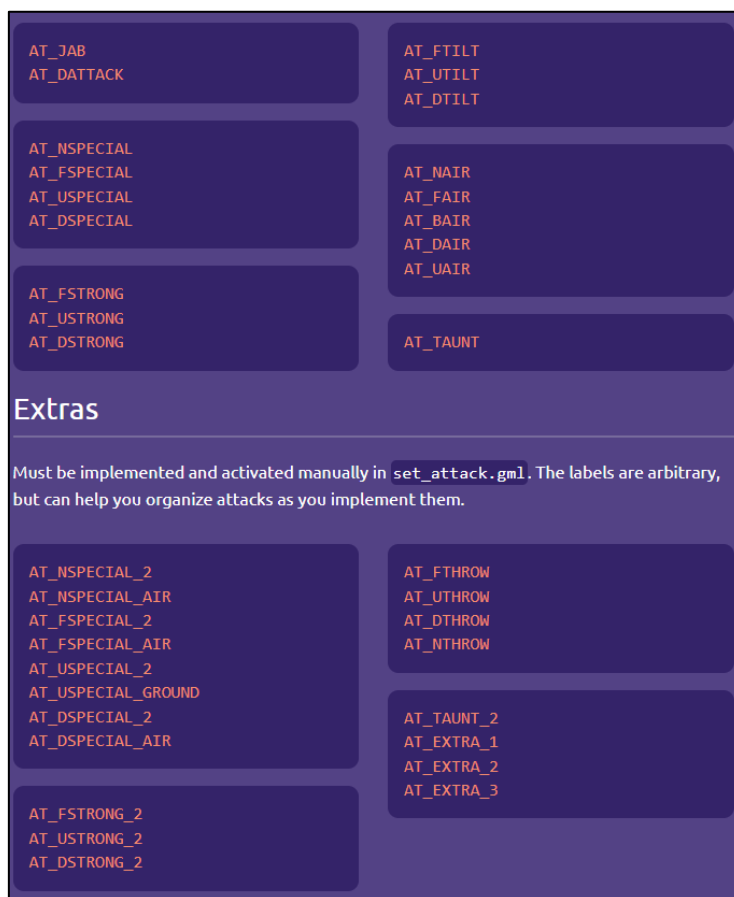 AT_JAB
AT_DATTACK
AT_NSPECIAL
AT_FSPECIAL
AT_USPECIAL
AT_DSPECIAL
AT_FSTRONG
AT_USTRONG
AT_DSTRONG
AT_FTILT
AT_UTILT
AT_DTILT
AT_NAIR
AT_FAIR
AT_BAIR
AT_DAIR
AT_UAIR
AT_TAUNT
Extras
Must be implemented and activated manually in set_attack.gml. The labels are arbitrary,
but can help you organize attacks as you implement them.
AT_NSPECIAL_2
AT_NSPECIAL_AIR
AT_FSPECIAL_2
AT_FSPECIAL_AIR
AT_USPECIAL_2
AT_USPECIAL_GROUND
AT_DSPECIAL_2
AT_DSPECIAL_AIR
AT_FSTRONG_2
AT_USTRONG_2
AT_DSTRONG_2
AT_FTHROW
AT_UTHROW
AT_DTHROW
AT_NTHROW
AT_TAUNT_2
AT_EXTRA_1
AT_EXTRA_2
AT_EXTRA_3